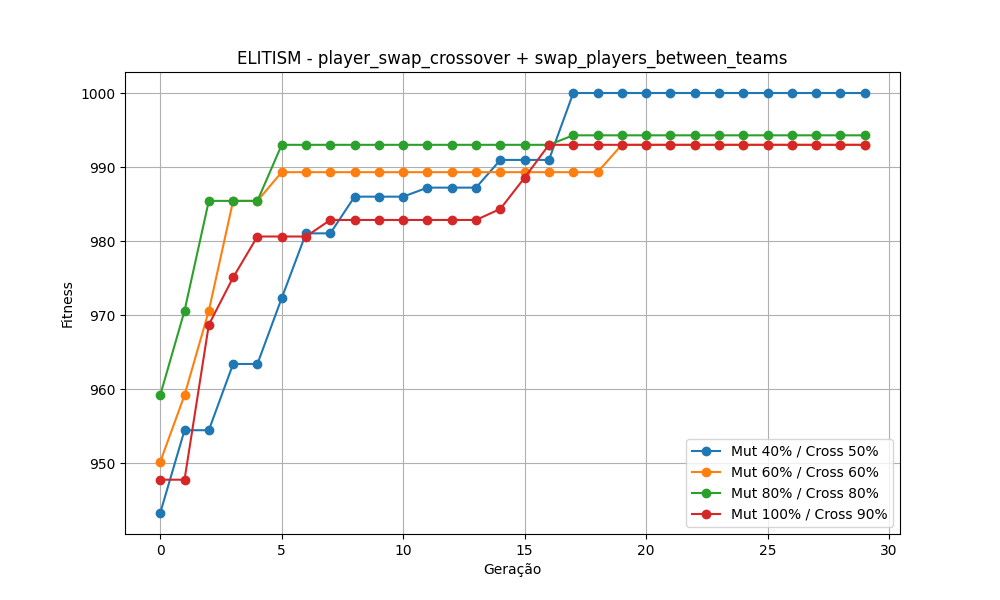 ELITISM - player_swap_crossover + swap_players_between_teams
1000
990
980
970
960
950
Fitness
0 5 10 15 20 25 30
Geração
Mut 40% / Cross 50%
Mut 60% / Cross 60%
Mut 80% / Cross 80%
Mut 100% / Cross 90%